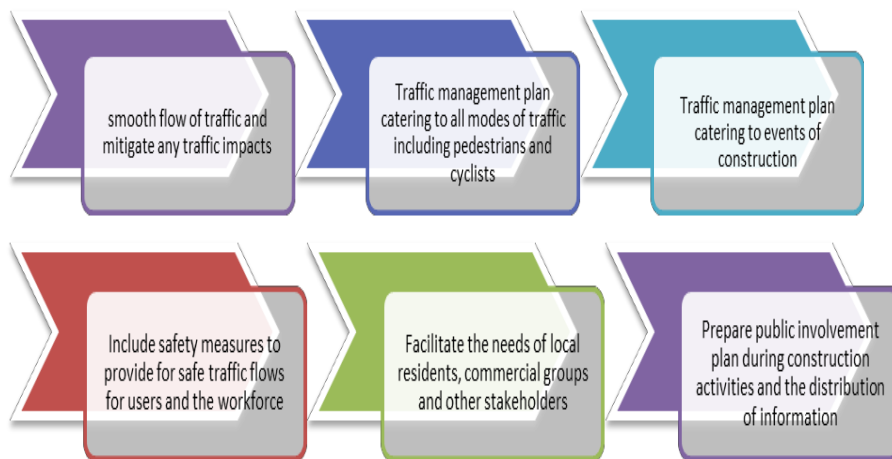 smooth flow of traffic and
mitigate any traffic impacts
Traffic management plan
catering to all modes of traffic
including pedestrians and
cyclists
Traffic management plan
catering to events of
construction
Include safety measures to
provide for safe traffic flows
for users and the workforce
Facilitate the needs of local
residents, commercial groups
and other stakeholders
Prepare public involvement
plan during construction
activities and the distribution
of information